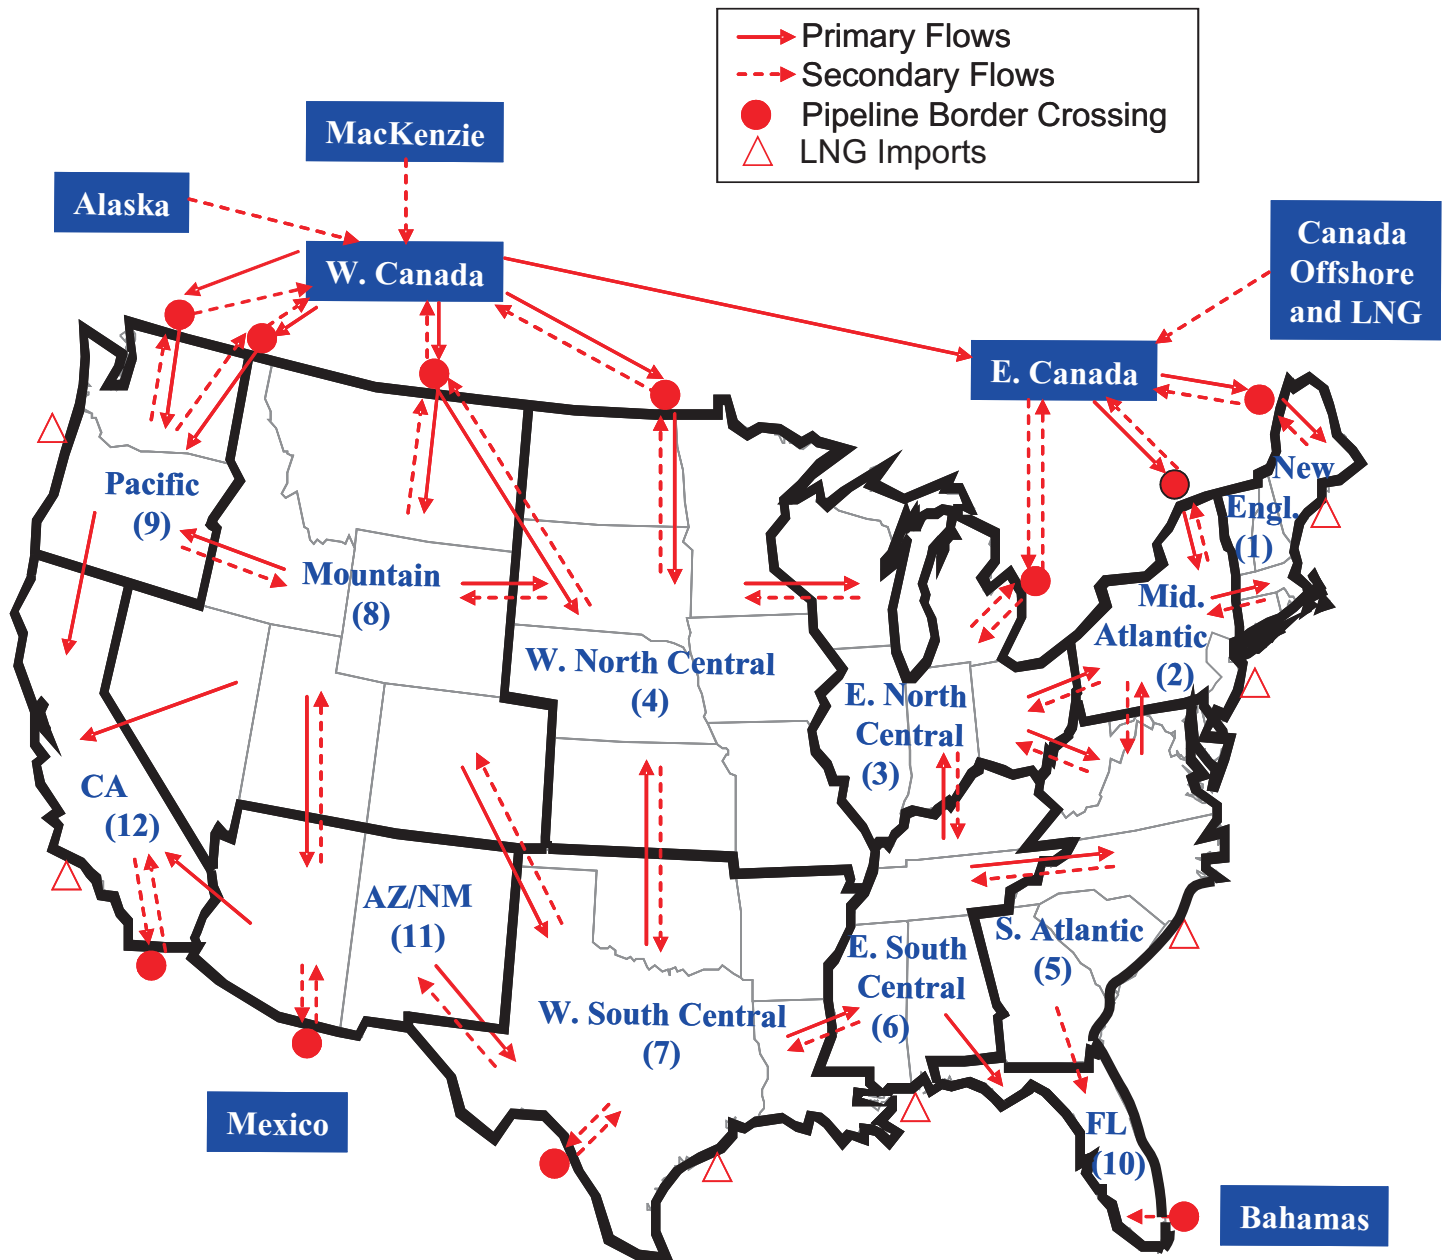 Primary Flows
Secondary Flows
Pipeline Border Crossing
LNG Imports
MacKenzie
Alaska
W. Canada
Canada
Offshore
and LNG
E. Canada
New
Engl.
(1)
Pacific
(9)
Mountain
(8)
Mid.
Atlantic
(2)
W. North Central
(4)
E. North
Central
(3)
CA
(12)
AZ/NM
(11)
W. South Central
(7)
E. South
Central
(6)
S. Atlantic
(5)
Mexico
FL
(10)
Bahamas